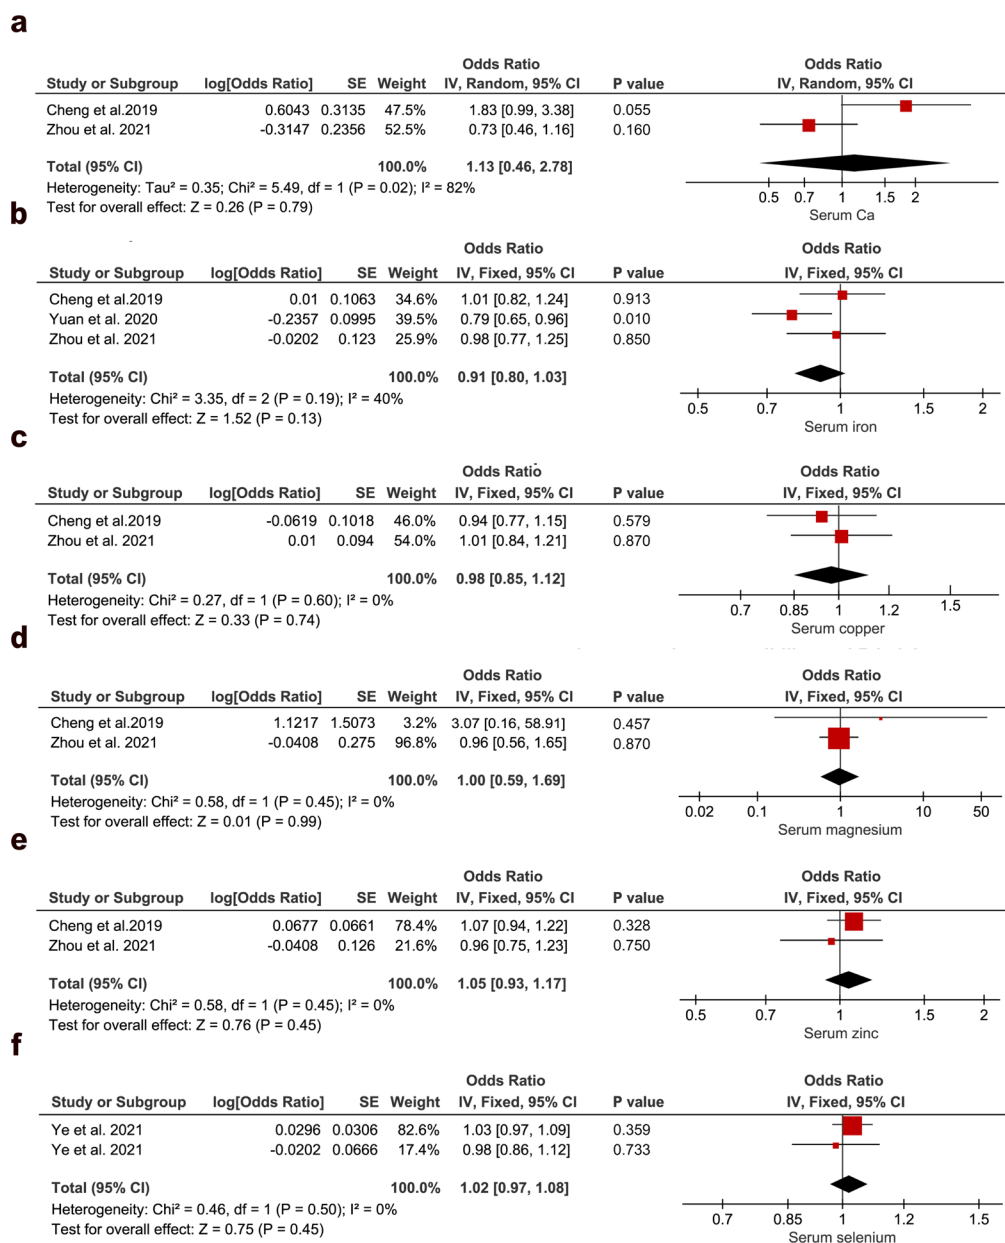 a
Odds Ratio Odds Ratio
Study or Subgroup log[Odds Ratio] SE Weight IV, Random, 95% CI P value IV, Random, 95% CI
Cheng et al.2019 0.6043 0.3135 47.5% 1.83 [0.99, 3.38] 0.055
Zhou et al. 2021 -0.3147 0.2356 52.5% 0.73 [0.46, 1.16] 0.160
Total (95% CI) 100.0% 1.13 [0.46, 2.78]
Heterogeneity: Tau² = 0.35; Chi² = 5.49, df = 1 (P = 0.02); I² = 82%
Test for overall effect: Z = 0.26 (P = 0.79)
0.5 0.7 1 1.5 2
Serum Ca
b
Odds Ratio Odds Ratio
Study or Subgroup log[Odds Ratio] SE Weight IV, Fixed, 95% CI P value IV, Fixed, 95% CI
Cheng et al.2019 0.01 0.1063 34.6% 1.01 [0.82, 1.24] 0.913
Yuan et al. 2020 -0.2357 0.0995 39.5% 0.79 [0.65, 0.96] 0.010
Zhou et al. 2021 -0.0202 0.123 25.9% 0.98 [0.77, 1.25] 0.850
Total (95% CI) 100.0% 0.91 [0.80, 1.03]
Heterogeneity: Chi² = 3.35, df = 2 (P = 0.19); I² = 40%
Test for overall effect: Z = 1.52 (P = 0.13)
0.5 0.7 1 1.5 2
Serum iron
c
Odds Ratio Odds Ratio
Study or Subgroup log[Odds Ratio] SE Weight IV, Fixed, 95% CI P value IV, Fixed, 95% CI
Cheng et al.2019 -0.0619 0.1018 46.0% 0.94 [0.77, 1.15] 0.579
Zhou et al. 2021 0.01 0.094 54.0% 1.01 [0.84, 1.21] 0.870
Total (95% CI) 100.0% 0.98 [0.85, 1.12]
Heterogeneity: Chi² = 0.27, df = 1 (P = 0.60); I² = 0%
Test for overall effect: Z = 0.33 (P = 0.74)
0.7 0.85 1 1.2 1.5
Serum copper
d
Odds Ratio Odds Ratio
Study or Subgroup log[Odds Ratio] SE Weight IV, Fixed, 95% CI P value IV, Fixed, 95% CI
Cheng et al.2019 1.1217 1.5073 3.2% 3.07 [0.16, 58.91] 0.457
Zhou et al. 2021 -0.0408 0.275 96.8% 0.96 [0.56, 1.65] 0.870
Total (95% CI) 100.0% 1.00 [0.59, 1.69]
Heterogeneity: Chi² = 0.58, df = 1 (P = 0.45); I² = 0%
Test for overall effect: Z = 0.01 (P = 0.99)
0.02 0.1 1 10 50
Serum magnesium
e
Odds Ratio Odds Ratio
Study or Subgroup log[Odds Ratio] SE Weight IV, Fixed, 95% CI P value IV, Fixed, 95% CI
Cheng et al.2019 0.0677 0.0661 78.4% 1.07 [0.94, 1.22] 0.328
Zhou et al. 2021 -0.0408 0.126 21.6% 0.96 [0.75, 1.23] 0.750
Total (95% CI) 100.0% 1.05 [0.93, 1.17]
Heterogeneity: Chi² = 0.58, df = 1 (P = 0.45); I² = 0%
Test for overall effect: Z = 0.76 (P = 0.45)
0.5 0.7 1 1.5 2
Serum zinc
f
Odds Ratio Odds Ratio
Study or Subgroup log[Odds Ratio] SE Weight IV, Fixed, 95% CI P value IV, Fixed, 95% CI
Ye et al. 2021 0.0296 0.0306 82.6% 1.03 [0.97, 1.09] 0.359
Ye et al. 2021 -0.0202 0.0666 17.4% 0.98 [0.86, 1.12] 0.733
Total (95% CI) 100.0% 1.02 [0.97, 1.08]
Heterogeneity: Chi² = 0.46, df = 1 (P = 0.50); I² = 0%
Test for overall effect: Z = 0.75 (P = 0.45)
0.7 0.85 1 1.2 1.5
Serum selenium